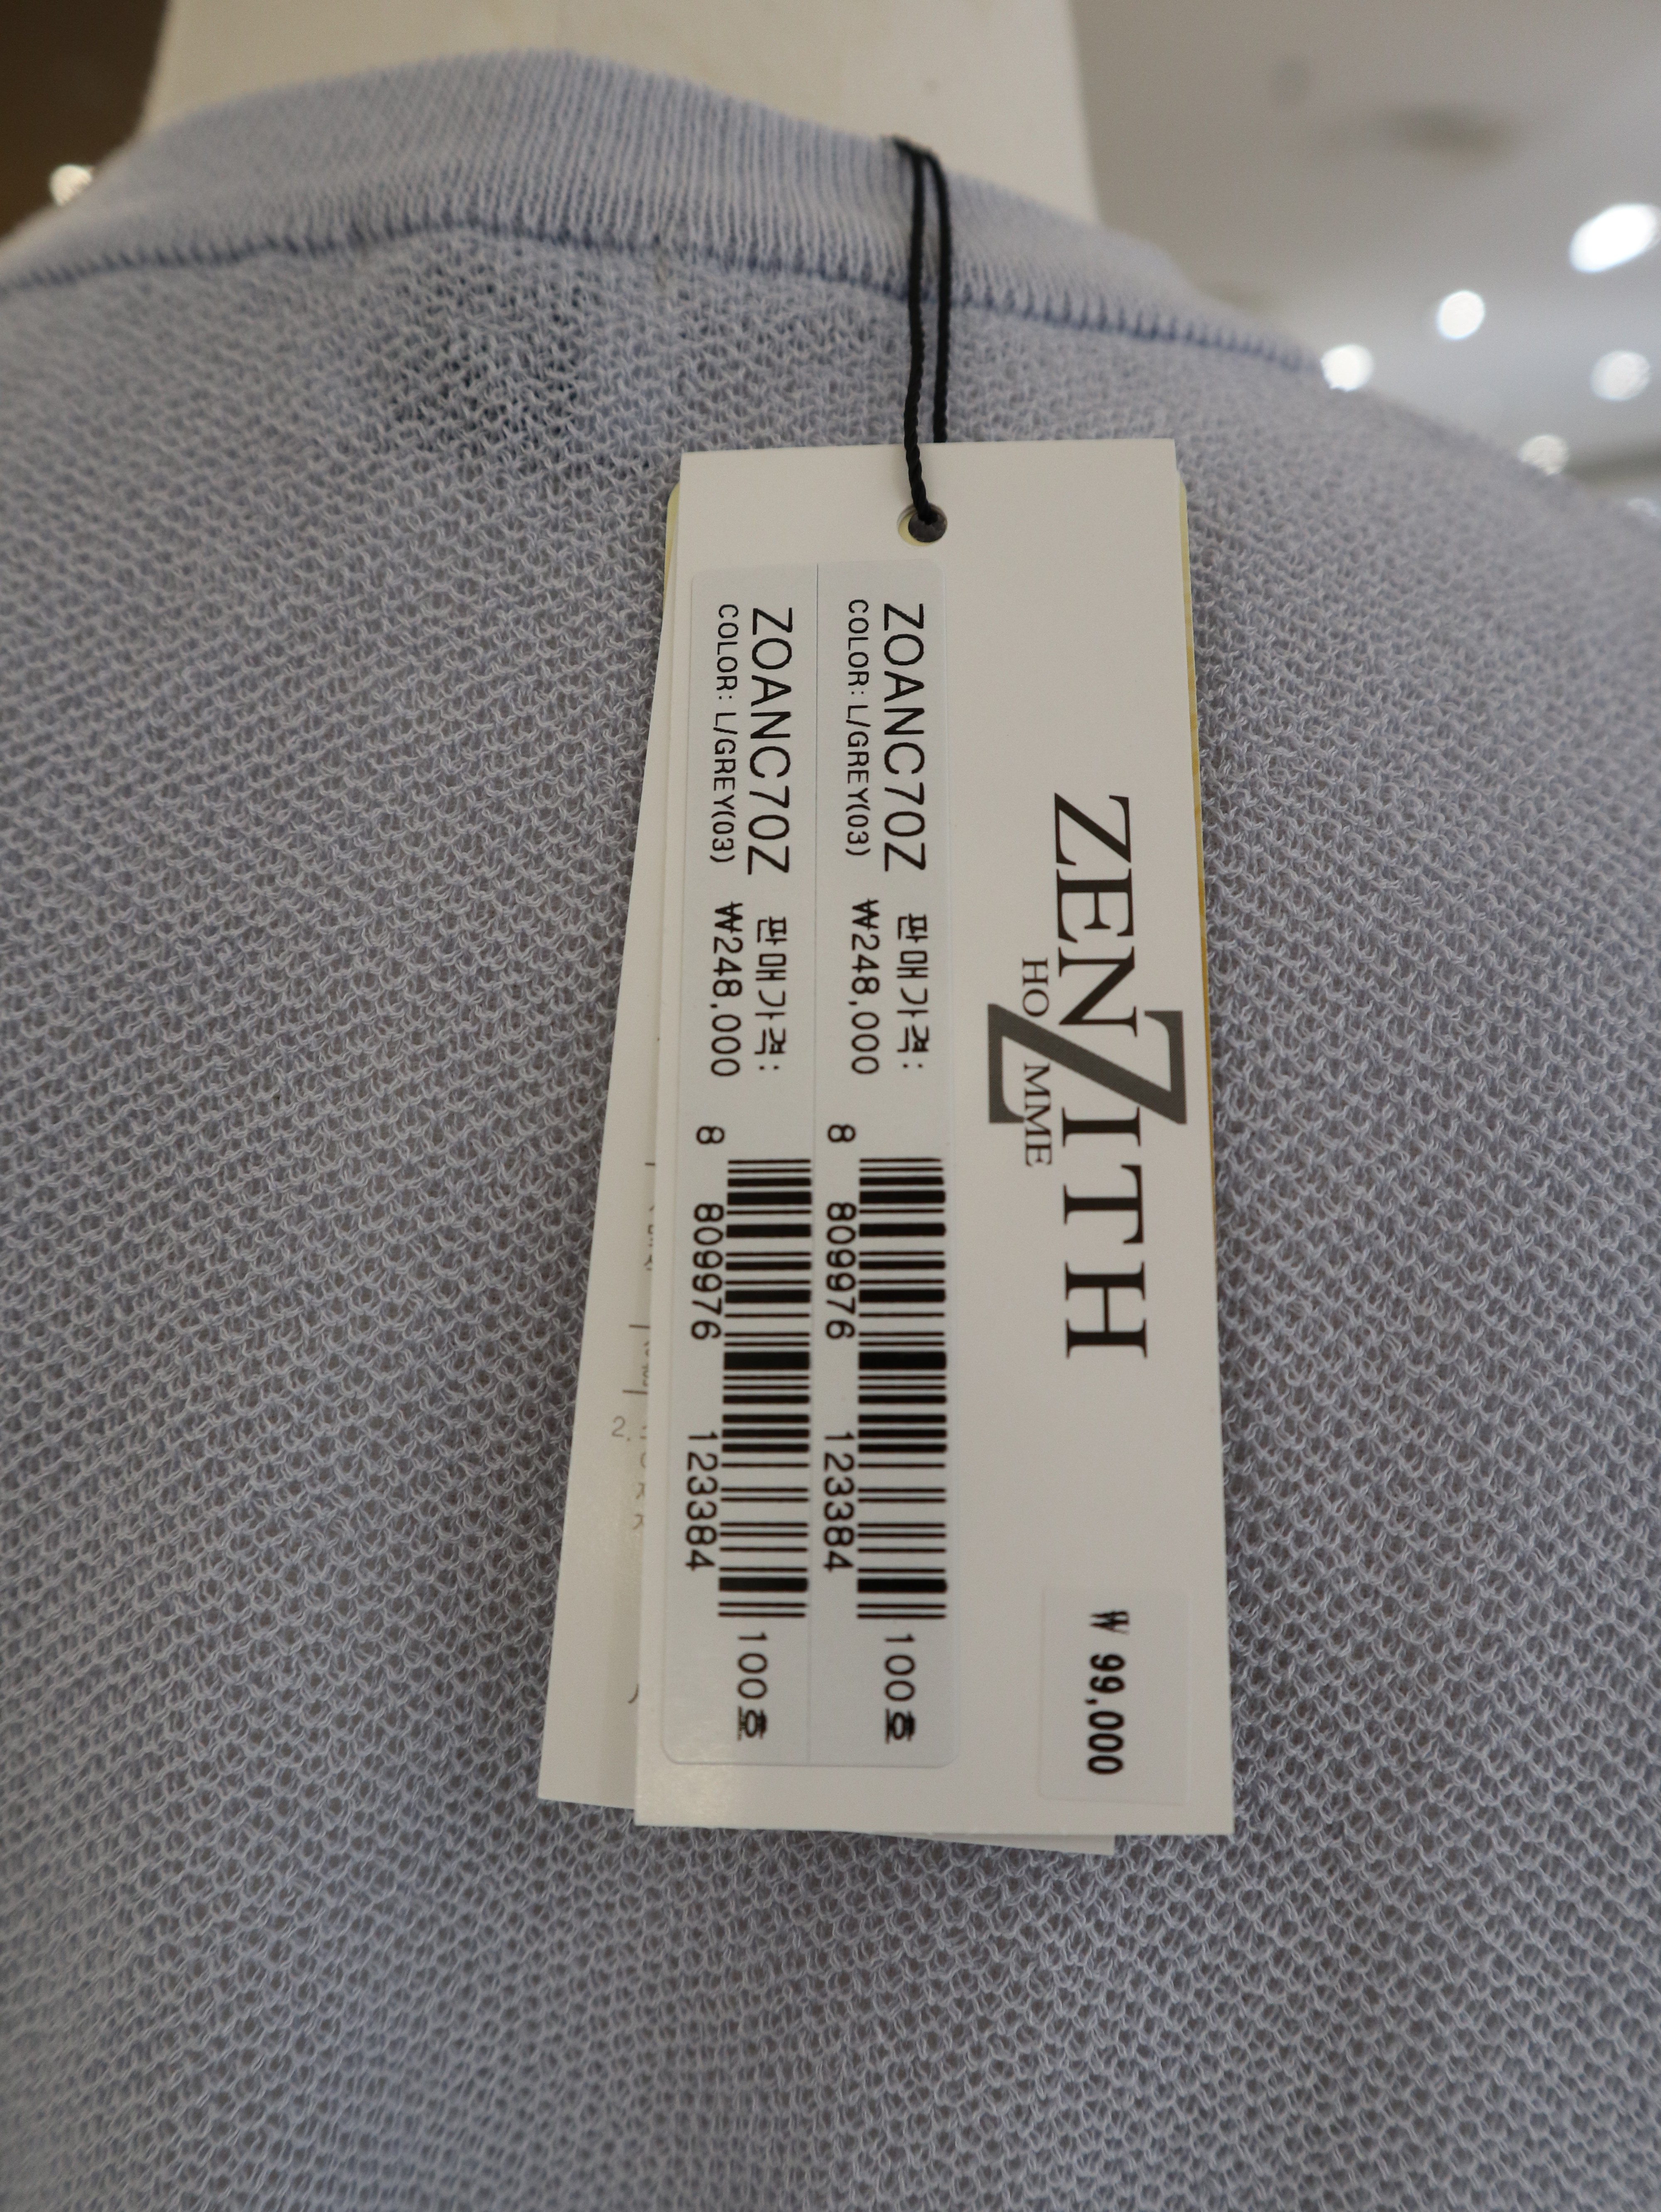 ZENZITH
HOMME
₩ 99,000
ZOANC70Z 판매가격 :
COLOR: L/GREY(03) ₩248,000
8 809976 123384
100호
ZOANC70Z 판매가격 :
COLOR: L/GREY(03) ₩248,000
8 809976 123384
100호
2.